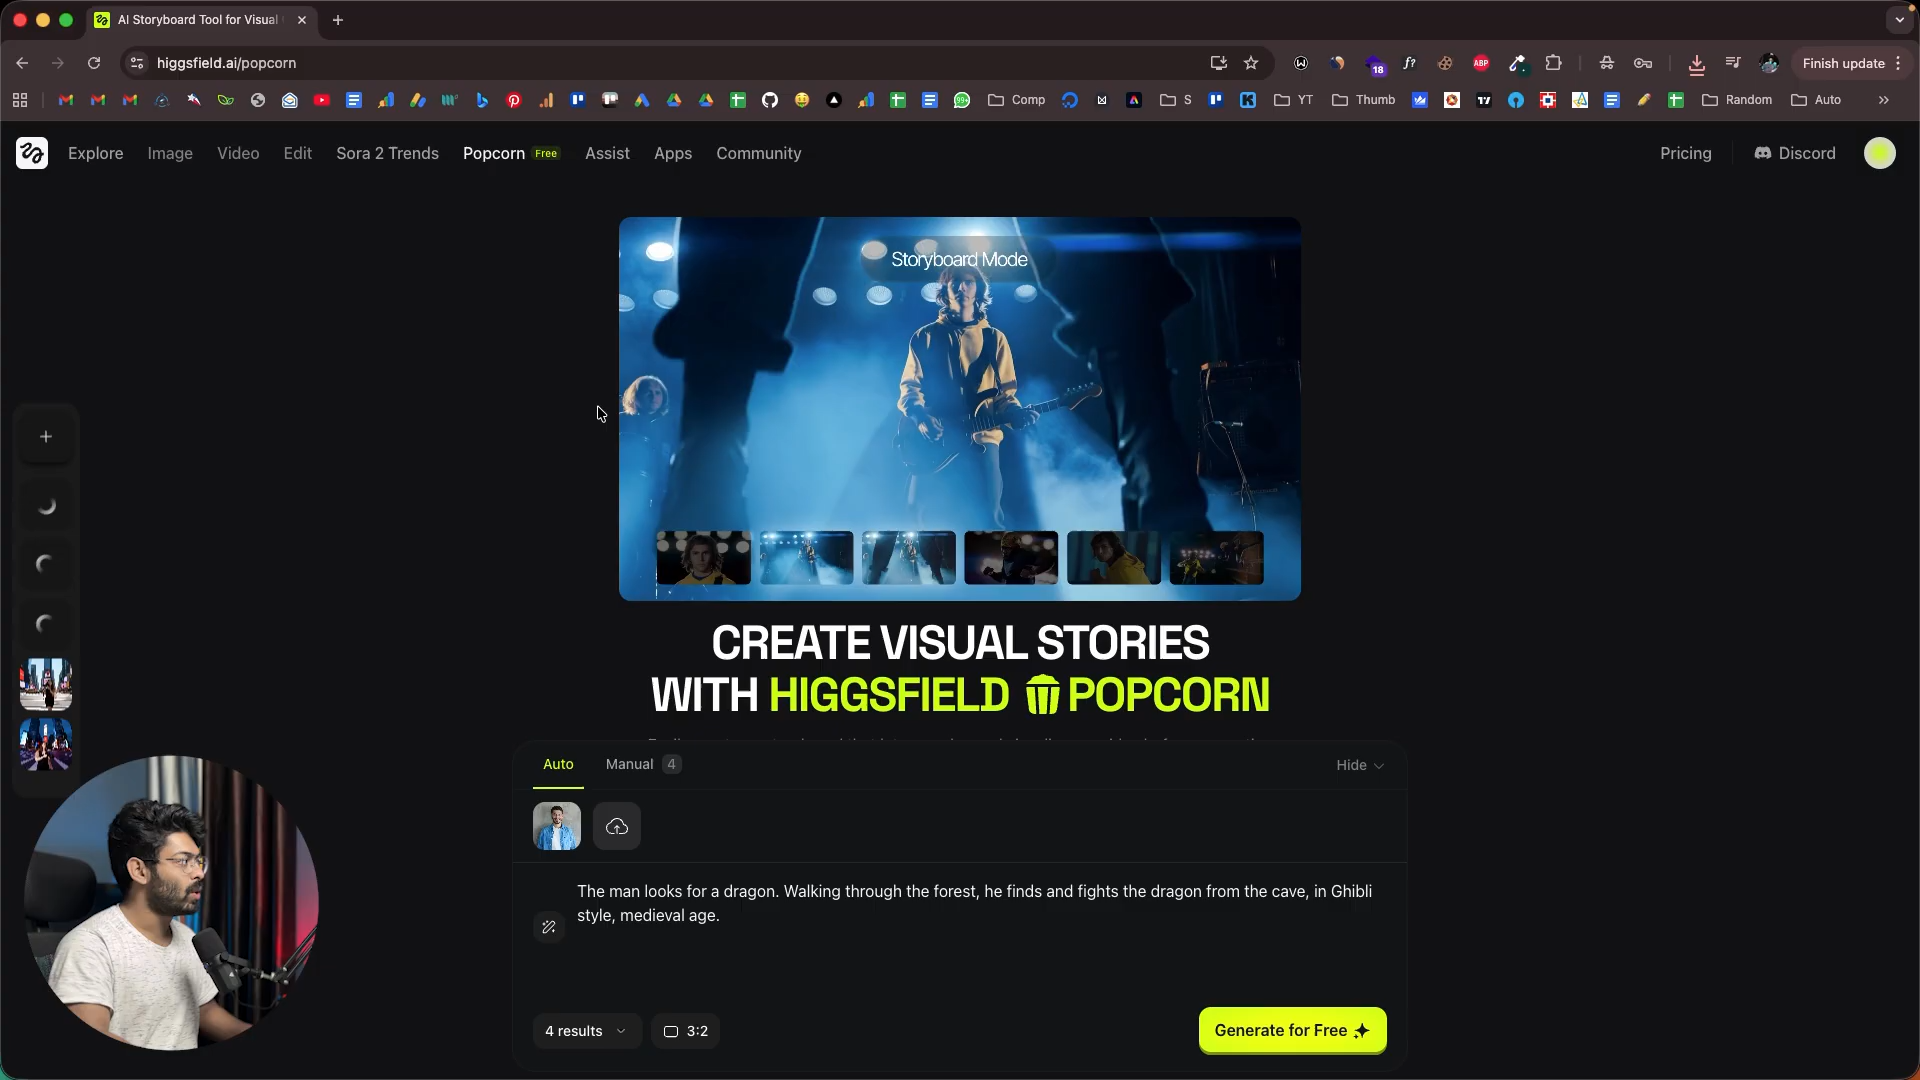 AI Storyboard Tool for Visual
higgsfield.ai/popcorn
18
ABP
Finish update
Comp
S
YT
Thumb
Random
Auto
Explore
Image
Video
Edit
Sora 2 Trends
Popcorn Free
Assist
Apps
Community
Pricing
Discord
Storyboard Mode
CREATE VISUAL STORIES
WITH HIGGSFIELD POPCORN
Auto
Manual 4
Hide
The man looks for a dragon. Walking through the forest, he finds and fights the dragon from the cave, in Ghibli
style, medieval age.
4 results
3:2
Generate for Free